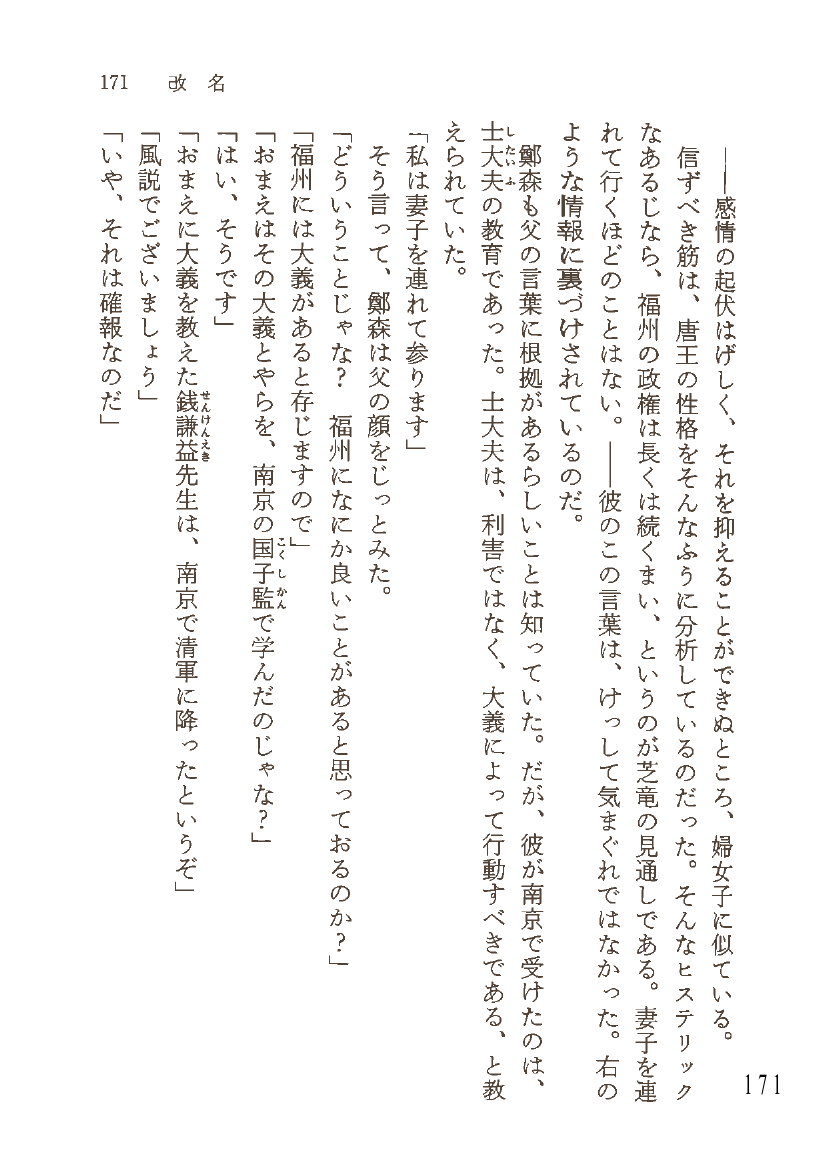 171　改　名
――感情の起伏はげしく、それを抑えることができぬところ、婦女子に似ている。
信ずべき筋は、唐王の性格をそんなふうに分析しているのだった。そんなヒステリック
なあるじなら、福州の政権は長くは続くまい、というのが芝竜の見通しである。妻子を連
れて行くほどのことはない。――彼のこの言葉は、けっして気まぐれではなかった。右の
ような情報に裏づけされているのだ。
鄭森も父の言葉に根拠があるらしいことは知っていた。だが、彼が南京で受けたのは、
士大夫の教育であった。士大夫は、利害ではなく、大義によって行動すべきである、と教
したいふ
えられていた。
「私は妻子を連れて参ります」
そう言って、鄭森は父の顔をじっとみた。
「どういうことじゃな？　福州になにか良いことがあると思っておるのか？」
「福州には大義があると存じますので」
「おまえはその大義とやらを、南京の国子監で学んだのじゃな？」
こくしかん
「はい、そうです」
「おまえに大義を教えた銭謙益先生は、南京で清軍に降ったというぞ」
せんけんえき
「風説でございましょう」
「いや、それは確報なのだ」
171